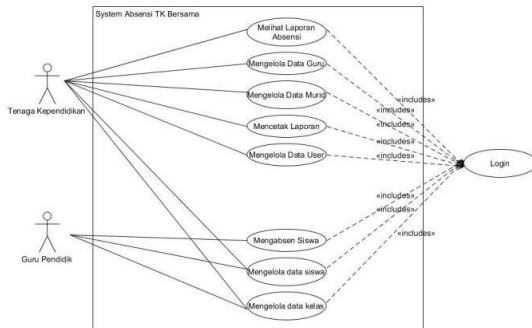 System Absensi TK Bersama
Melihat Laporan
Absensi
Mengelola Data Guru
Mengelola Data Murid
Tenaga Kependidikan
«includes»
«includes»
Mencetak Laporan
«includes»
«includes»
Mengelola Data User
«includes»
Login
«includes»
«includes»
Mengabsen Siswa
«includes»
Guru Pendidik
Mengelola data siswa
Mengelola data kelas